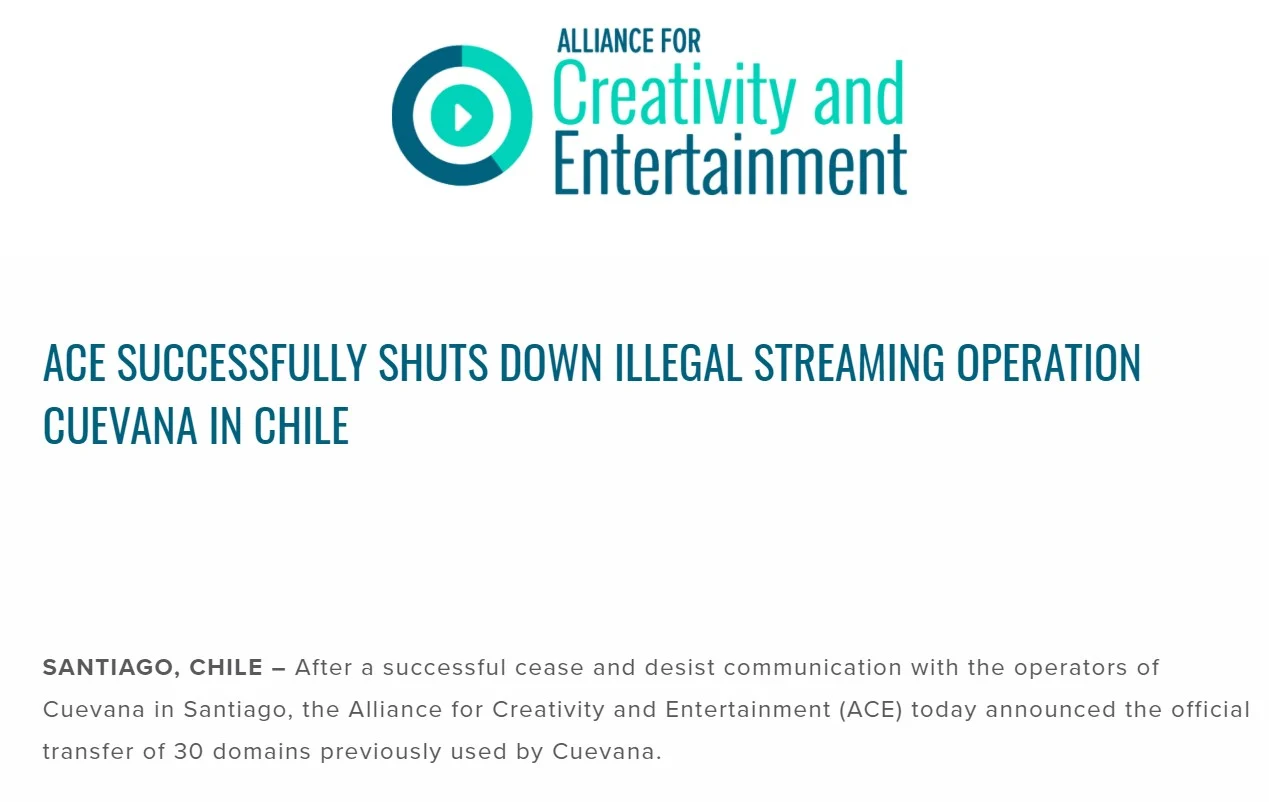 ALLIANCE FOR
Creativity and
Entertainment
ACE SUCCESSFULLY SHUTS DOWN ILLEGAL STREAMING OPERATION
CUEVANA IN CHILE
SANTIAGO, CHILE – After a successful cease and desist communication with the operators of
Cuevana in Santiago, the Alliance for Creativity and Entertainment (ACE) today announced the official
transfer of 30 domains previously used by Cuevana.